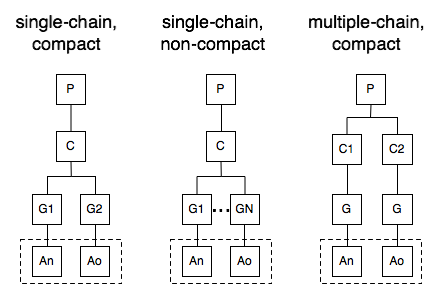 single-chain,
compact
single-chain,
non-compact
multiple-chain,
compact
P
P
P
C
C
C1
C2
G1
G2
G1
...
GN
G
G
An
Ao
An
Ao
An
Ao